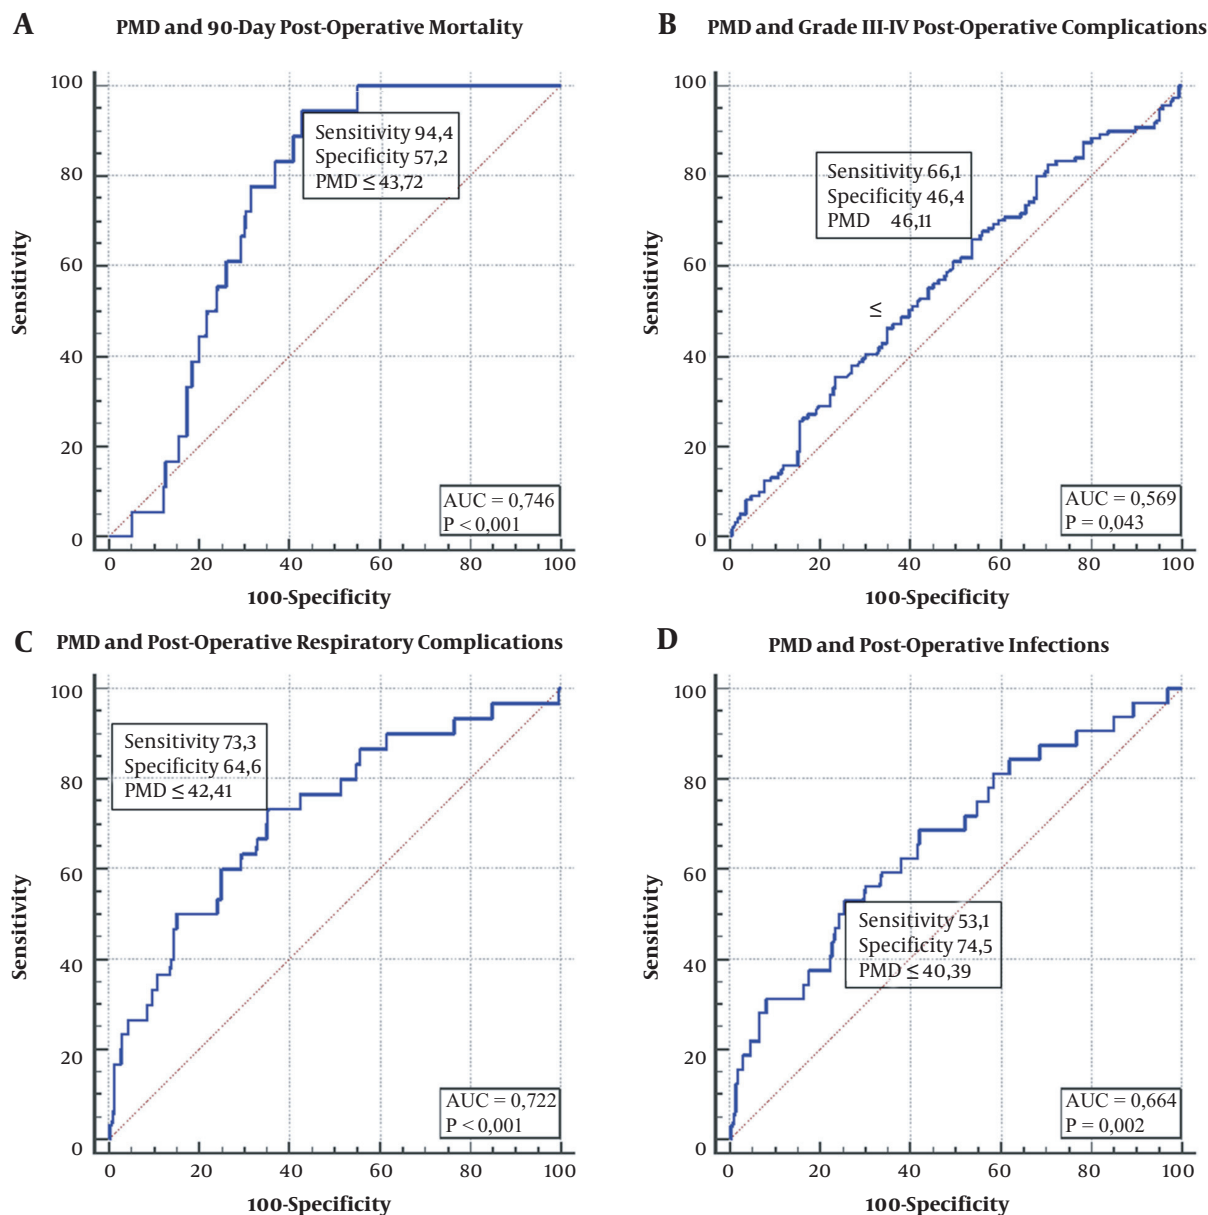 A
PMD and 90-Day Post-Operative Mortality
Sensitivity
100
80
60
40
20
0
Sensitivity 94,4
Specificity 57,2
PMD ≤ 43,72
AUC = 0,746
P < 0,001
0 20 40 60 80 100
100-Specificity
B
PMD and Grade III-IV Post-Operative Complications
Sensitivity
100
80
60
40
20
0
Sensitivity 66,1
Specificity 46,4
PMD 46,11
≤
AUC = 0,569
P = 0,043
0 20 40 60 80 100
100-Specificity
C
PMD and Post-Operative Respiratory Complications
Sensitivity
100
80
60
40
20
0
Sensitivity 73,3
Specificity 64,6
PMD ≤ 42,41
AUC = 0,722
P < 0,001
0 20 40 60 80 100
100-Specificity
D
PMD and Post-Operative Infections
Sensitivity
100
80
60
40
20
0
Sensitivity 53,1
Specificity 74,5
PMD ≤ 40,39
AUC = 0,664
P = 0,002
0 20 40 60 80 100
100-Specificity